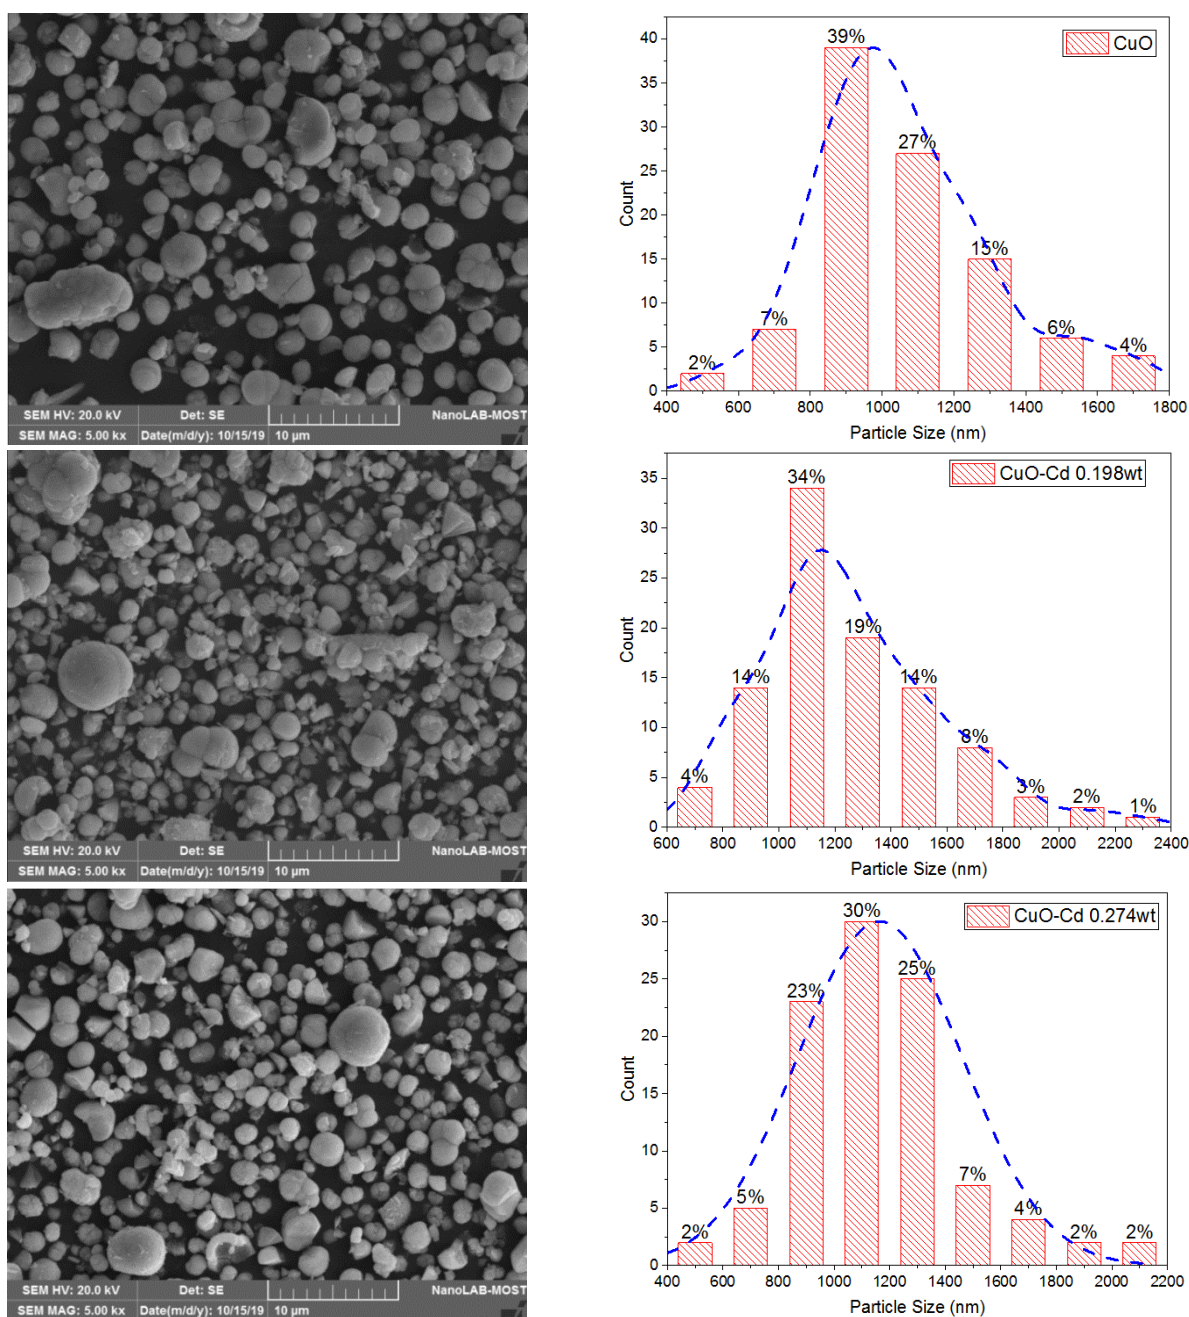 SEM HV: 20.0 kV Det: SE NanoLAB-MOST
SEM MAG: 5.00 kx Date(m/d/y): 10/15/19 10 µm
CuO
39%
27%
15%
7%
6%
4%
2%
40
35
30
25
20
15
10
5
0
Count
400 600 800 1000 1200 1400 1600 1800
Particle Size (nm)
SEM HV: 20.0 kV Det: SE NanoLAB-MOST
SEM MAG: 5.00 kx Date(m/d/y): 10/15/19 10 µm
CuO-Cd 0.198wt
34%
19%
14% 14%
8%
4% 3% 2% 1%
35
30
25
20
15
10
5
0
Count
600 800 1000 1200 1400 1600 1800 2000 2200 2400
Particle Size (nm)
SEM HV: 20.0 kV Det: SE NanoLAB-MOST
SEM MAG: 5.00 kx Date(m/d/y): 10/15/19 10 µm
CuO-Cd 0.274wt
30%
25%
23%
7%
5%
4%
2% 2% 2%
30
25
20
15
10
5
0
Count
400 600 800 1000 1200 1400 1600 1800 2000 2200
Particle Size (nm)